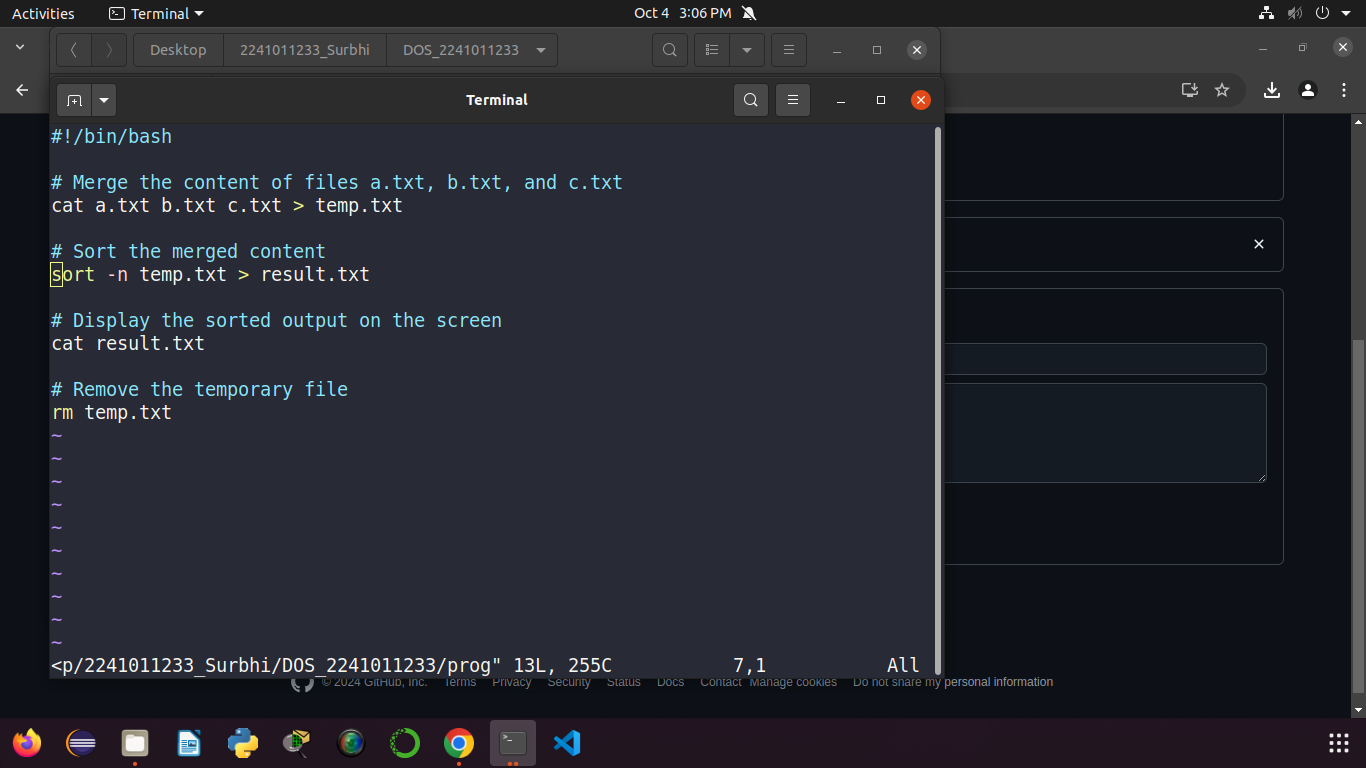 Activities Terminal Oct 4 3:06 PM
Desktop 2241011233_Surbhi DOS_2241011233
Terminal
#!/bin/bash
# Merge the content of files a.txt, b.txt, and c.txt
cat a.txt b.txt c.txt > temp.txt
# Sort the merged content
sort -n temp.txt > result.txt
# Display the sorted output on the screen
cat result.txt
# Remove the temporary file
rm temp.txt
~
~
~
~
~
~
~
~
~
~
<p/2241011233_Surbhi/DOS_2241011233/prog" 13L, 255C 7,1 All
© 2024 GitHub, Inc. Terms Privacy Security Status Docs Contact Manage cookies Do not share my personal information